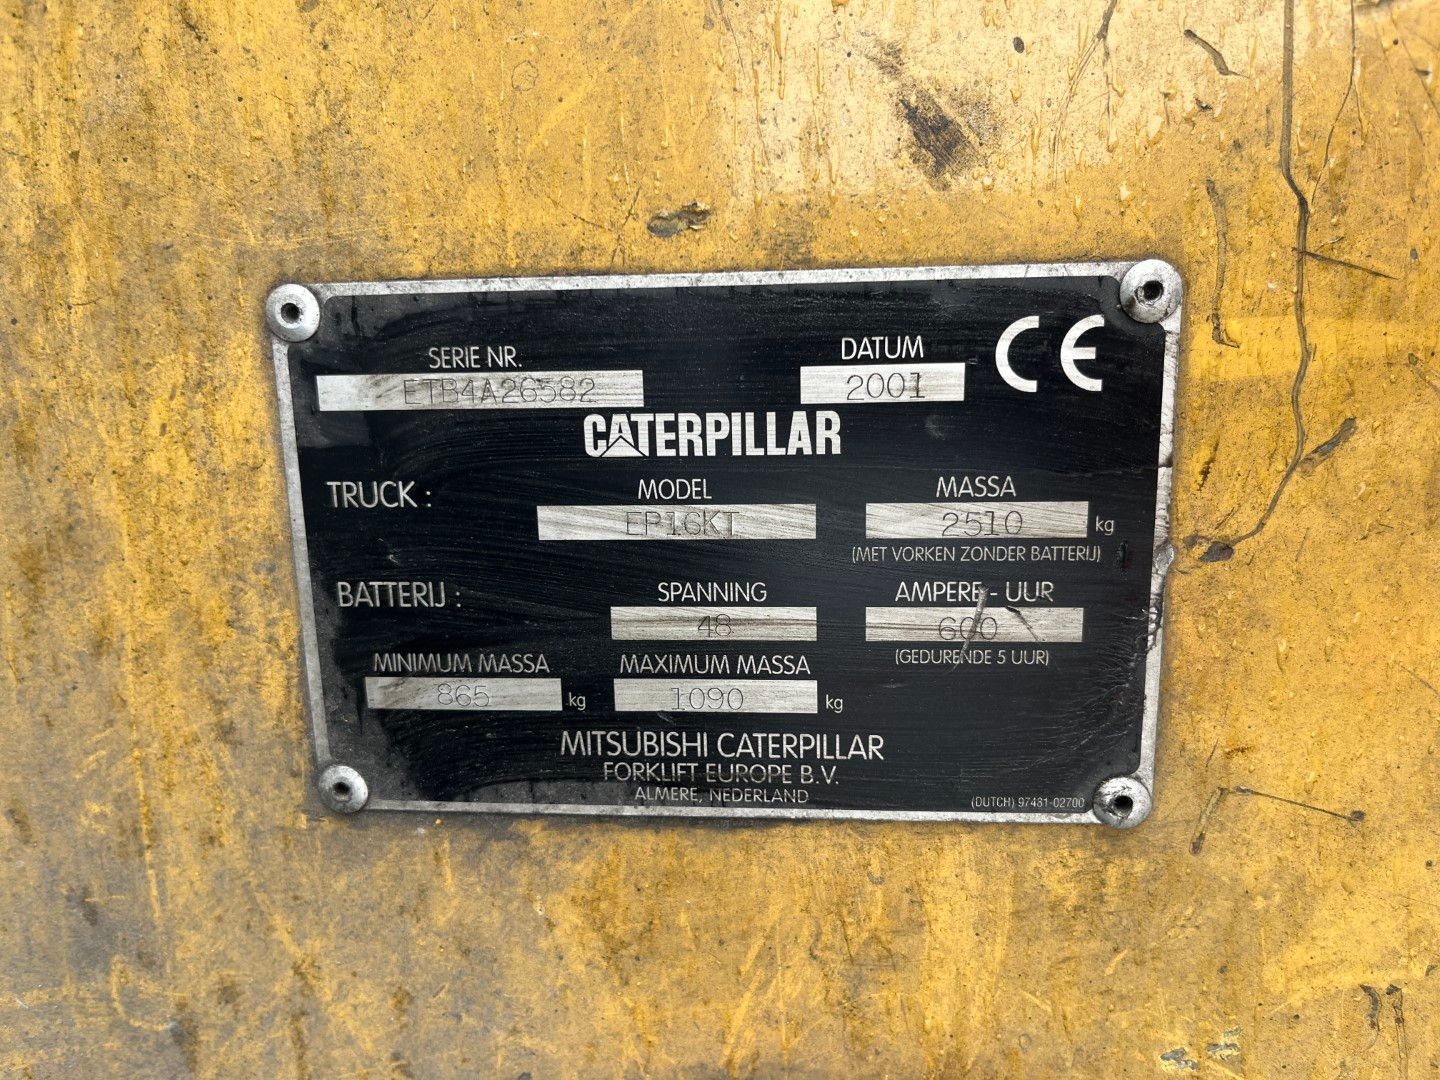 SERIE NR. DATUM CE
ETB4A26582 2001
CATERPILLAR
TRUCK : MODEL MASSA
EP16KT 2510 kg
(MET VORKEN ZONDER BATTERIJ)
BATTERIJ : SPANNING AMPERE - UUR
48 600
(GEDURENDE 5 UUR)
MINIMUM MASSA MAXIMUM MASSA
865 kg 1090 kg
MITSUBISHI CATERPILLAR
FORKLIFT EUROPE B.V.
ALMERE, NEDERLAND
(DUTCH) 97481-02700